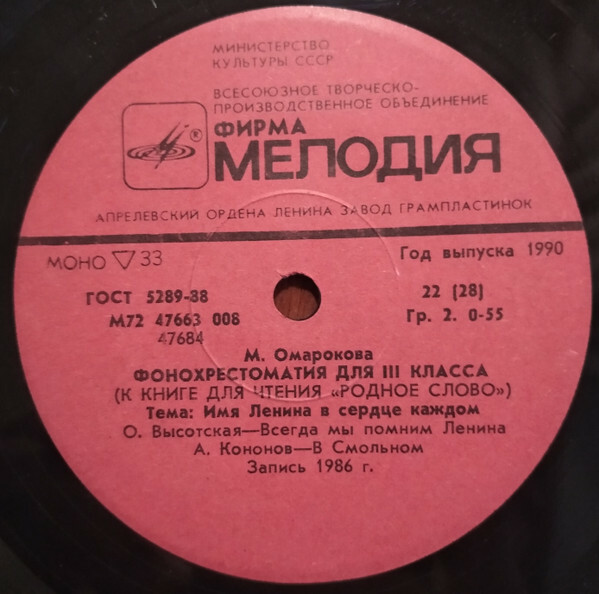 МИНИСТЕРСТВО
КУЛЬТУРЫ СССР
ВСЕСОЮЗНОЕ ТВОРЧЕСКО-
ПРОИЗВОДСТВЕННОЕ ОБЪЕДИНЕНИЕ
ФИРМА
® МЕЛОДИЯ
АПРЕЛЕВСКИЙ ОРДЕНА ЛЕНИНА ЗАВОД ГРАМПЛАСТИНОК
МОНО ▽ 33 Год выпуска 1990
ГОСТ 5289-88 22 (28)
М72 47663 008 Гр. 2. 0-55
47684
М. Омарокова
ФОНОХРЕСТОМАТИЯ ДЛЯ III КЛАССА
(К КНИГЕ ДЛЯ ЧТЕНИЯ «РОДНОЕ СЛОВО»)
Тема: Имя Ленина в сердце каждом
О. Высотская—Всегда мы помним Ленина
А. Кононов—В Смольном
Запись 1986 г.